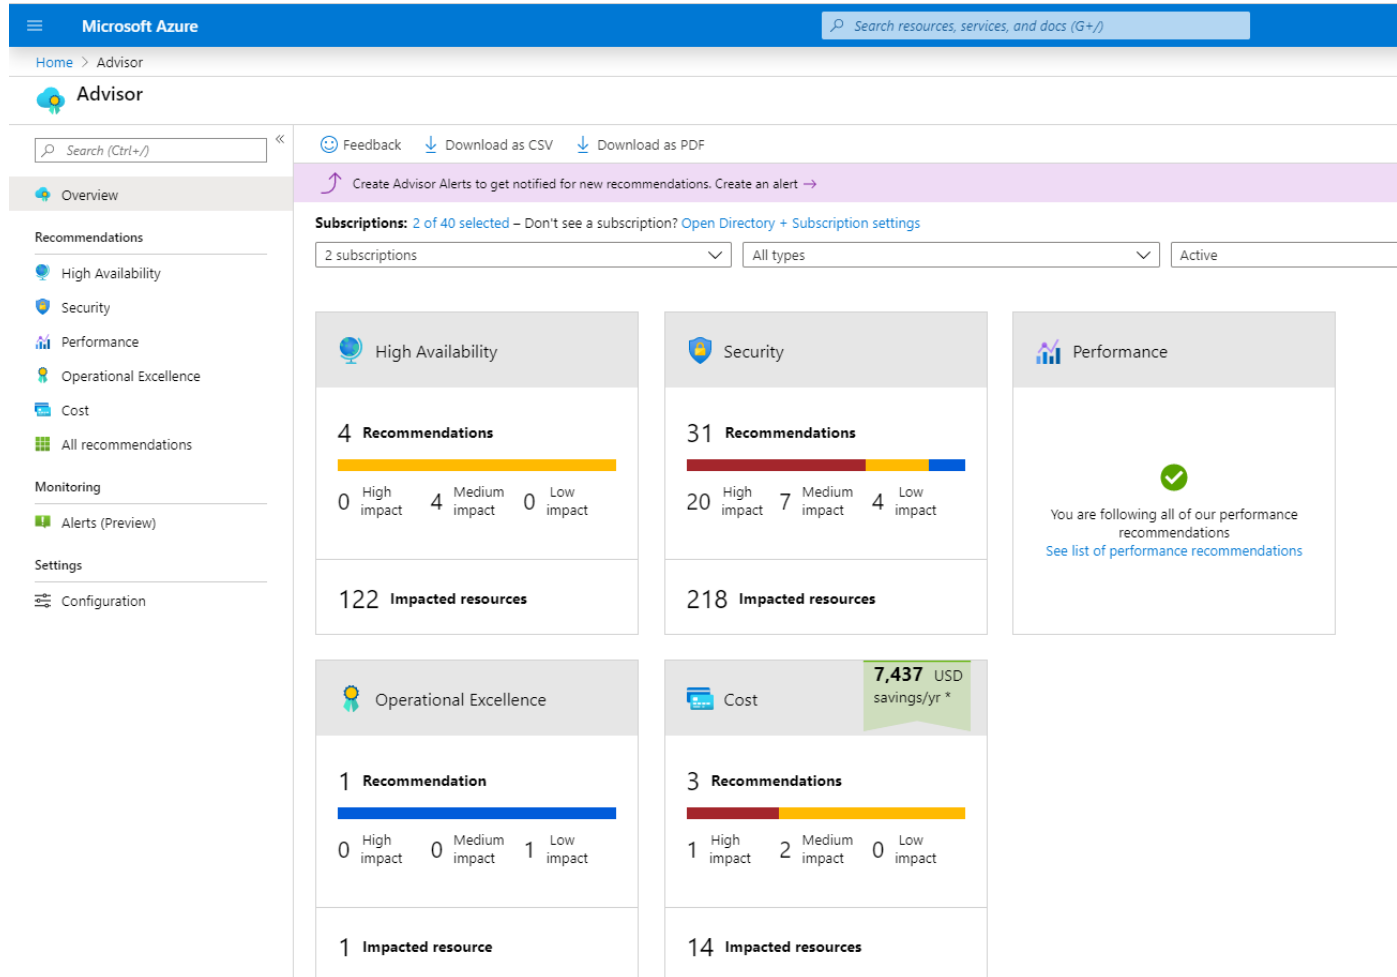 Microsoft Azure
Search resources, services, and docs (G+/)
Home > Advisor
Advisor
Search (Ctrl+/)
«
Overview
Recommendations
High Availability
Security
Performance
Operational Excellence
Cost
All recommendations
Monitoring
Alerts (Preview)
Settings
Configuration
Feedback
Download as CSV
Download as PDF
Create Advisor Alerts to get notified for new recommendations. Create an alert →
Subscriptions: 2 of 40 selected – Don't see a subscription? Open Directory + Subscription settings
2 subscriptions
All types
Active
High Availability
4 Recommendations
0 High impact
4 Medium impact
0 Low impact
122 Impacted resources
Security
31 Recommendations
20 High impact
7 Medium impact
4 Low impact
218 Impacted resources
Performance
You are following all of our performance
recommendations
See list of performance recommendations
Operational Excellence
1 Recommendation
0 High impact
0 Medium impact
1 Low impact
1 Impacted resource
Cost
7,437 USD
savings/yr *
3 Recommendations
1 High impact
2 Medium impact
0 Low impact
14 Impacted resources